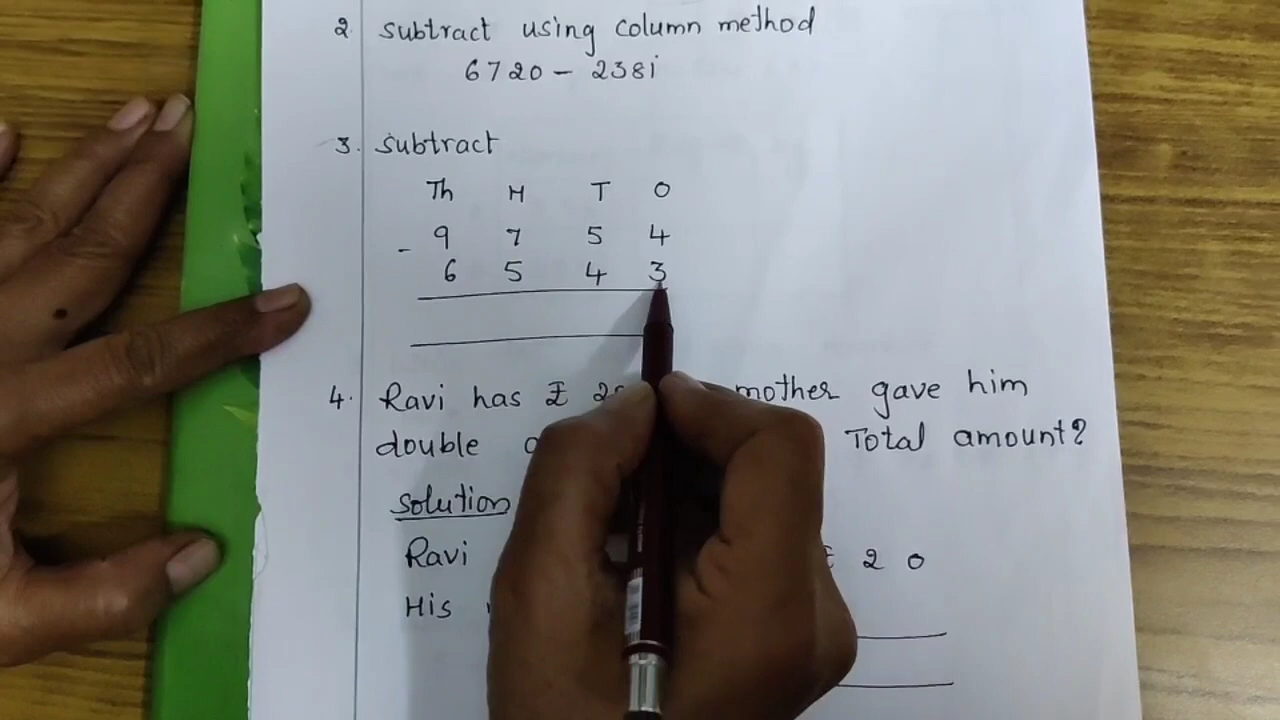 2. Subtract using column method
6720 - 2381
3. Subtract
Th H T O
- 9 7 5 4
6 5 4 3
4. Ravi has ₹ mother gave him
double Total amount?
Solution
Ravi 2 0
His